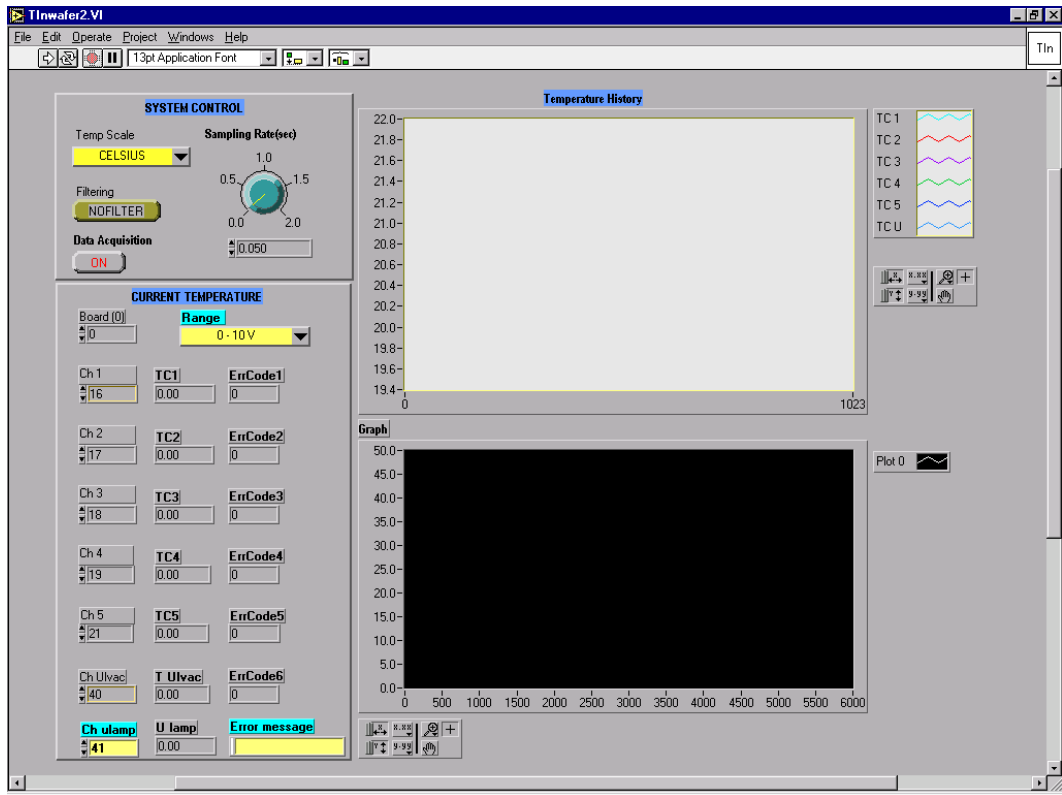 TInwafer2.VI
File Edit Operate Project Windows Help
13pt Application Font
TIn
SYSTEM CONTROL
Temp Scale
CELSIUS
Sampling Rate(sec)
0.0 0.5 1.0 1.5 2.0
0.050
Filtering
NOFILTER
Data Acquisition
ON
CURRENT TEMPERATURE
Board (0) Range
0 0 - 10 V
Ch 1 TC1 ErrCode1
16 0.00 0
Ch 2 TC2 ErrCode2
17 0.00 0
Ch 3 TC3 ErrCode3
18 0.00 0
Ch 4 TC4 ErrCode4
19 0.00 0
Ch 5 TC5 ErrCode5
21 0.00 0
Ch Ulvac T Ulvac ErrCode6
40 0.00 0
Ch ulamp U lamp Error message
41 0.00
Temperature History
22.0
21.8
21.6
21.4
21.2
21.0
20.8
20.6
20.4
20.2
20.0
19.8
19.6
19.4
0 1023
TC 1
TC 2
TC 3
TC 4
TC 5
TC U
X X.XX
Y Y.YY
Graph
50.0
45.0
40.0
35.0
30.0
25.0
20.0
15.0
10.0
5.0
0.0
0 500 1000 1500 2000 2500 3000 3500 4000 4500 5000 5500 6000
Plot 0
X X.XX
Y Y.YY